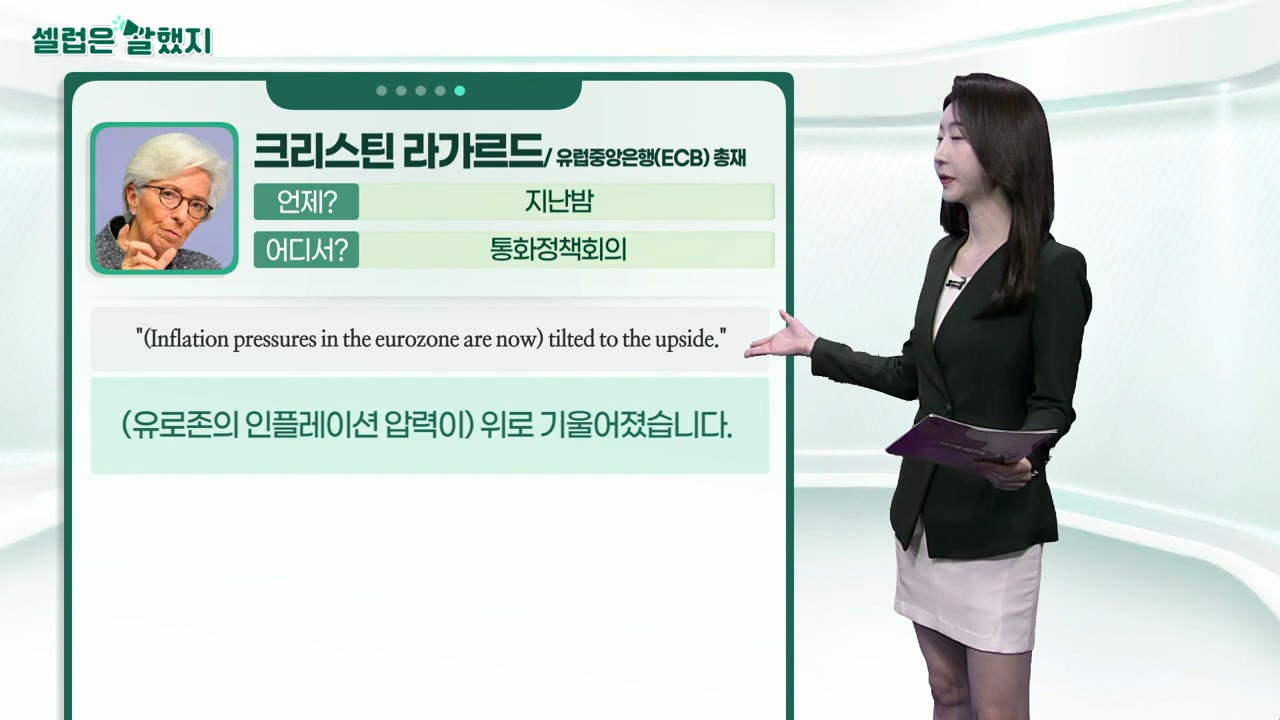 셀럽은 말했지
크리스틴 라가르드/ 유럽중앙은행(ECB) 총재
언제? 지난밤
어디서? 통화정책회의
"(Inflation pressures in the eurozone are now) tilted to the upside."
(유로존의 인플레이션 압력이) 위로 기울어졌습니다.